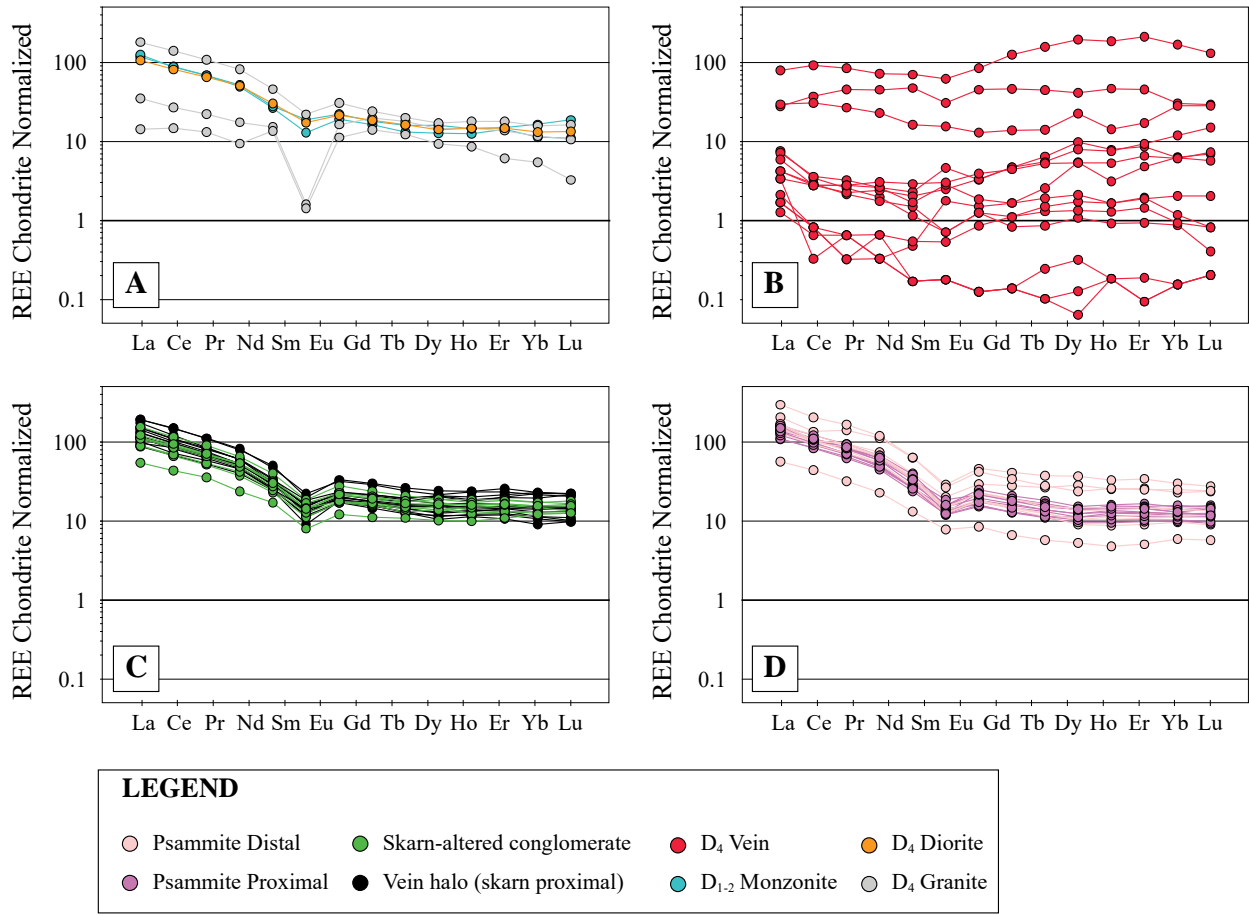 REE Chondrite Normalized
100
10
1
0.1
A
La Ce Pr Nd Sm Eu Gd Tb Dy Ho Er Yb Lu
REE Chondrite Normalized
100
10
1
0.1
B
La Ce Pr Nd Sm Eu Gd Tb Dy Ho Er Yb Lu
REE Chondrite Normalized
100
10
1
0.1
C
La Ce Pr Nd Sm Eu Gd Tb Dy Ho Er Yb Lu
REE Chondrite Normalized
100
10
1
0.1
D
La Ce Pr Nd Sm Eu Gd Tb Dy Ho Er Yb Lu
LEGEND
Psammite Distal Skarn-altered conglomerate D₄ Vein D₄ Diorite
Psammite Proximal Vein halo (skarn proximal) D₁₋₂ Monzonite D₄ Granite